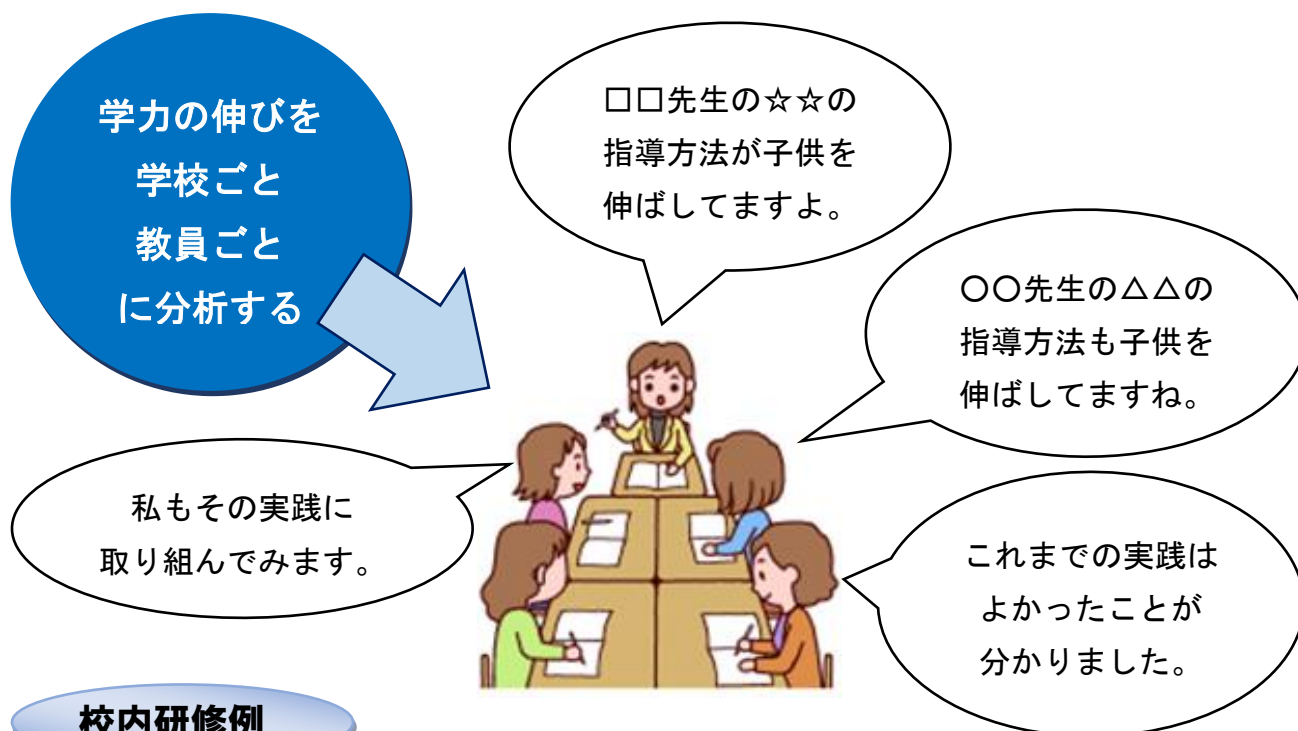 学力の伸びを
学校ごと
教員ごと
に分析する
□□先生の☆☆の
指導方法が子供を
伸ばしてますよ。
〇〇先生の△△の
指導方法も子供を
伸ばしてますね。
私もその実践に
取り組んでみます。
これまでの実践は
よかったことが
分かりました。
校内研修例